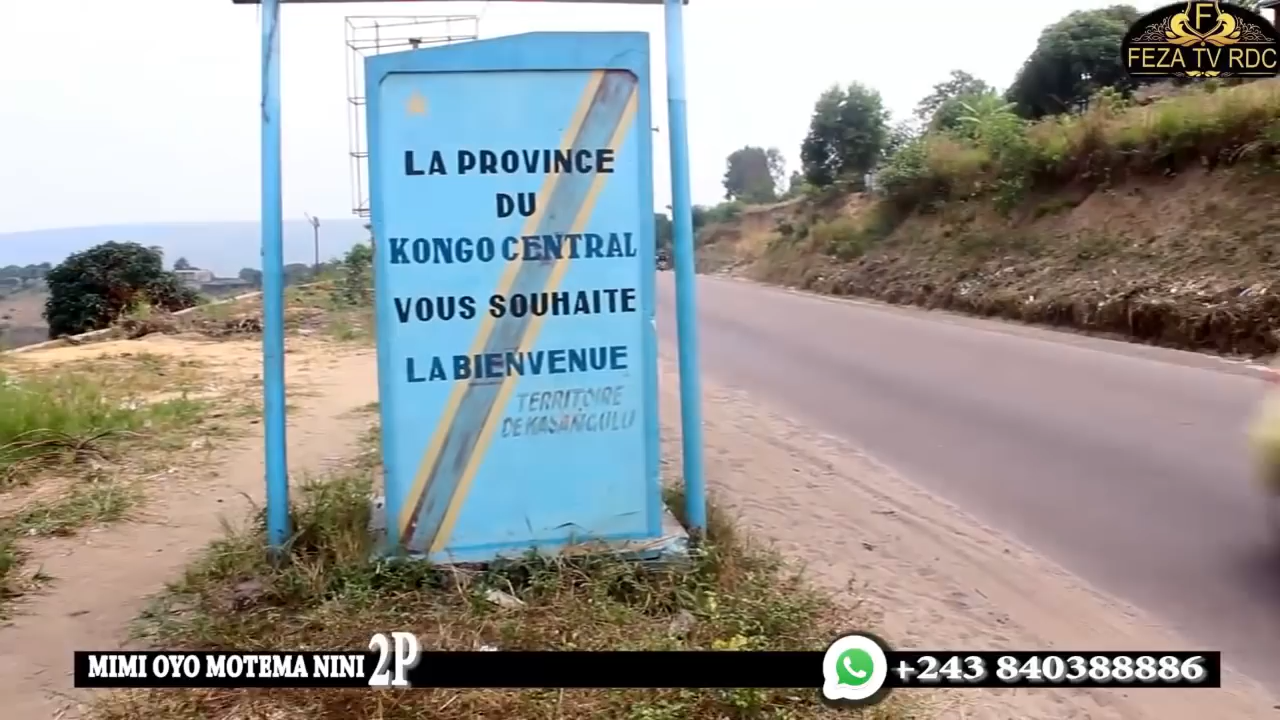 F
FEZA TV RDC
LA PROVINCE
DU
KONGO CENTRAL
VOUS SOUHAITE
LA BIENVENUE
TERRITOIRE
DE KASANGULU
MIMI OYO MOTEMA NINI 2P
+243 840388886